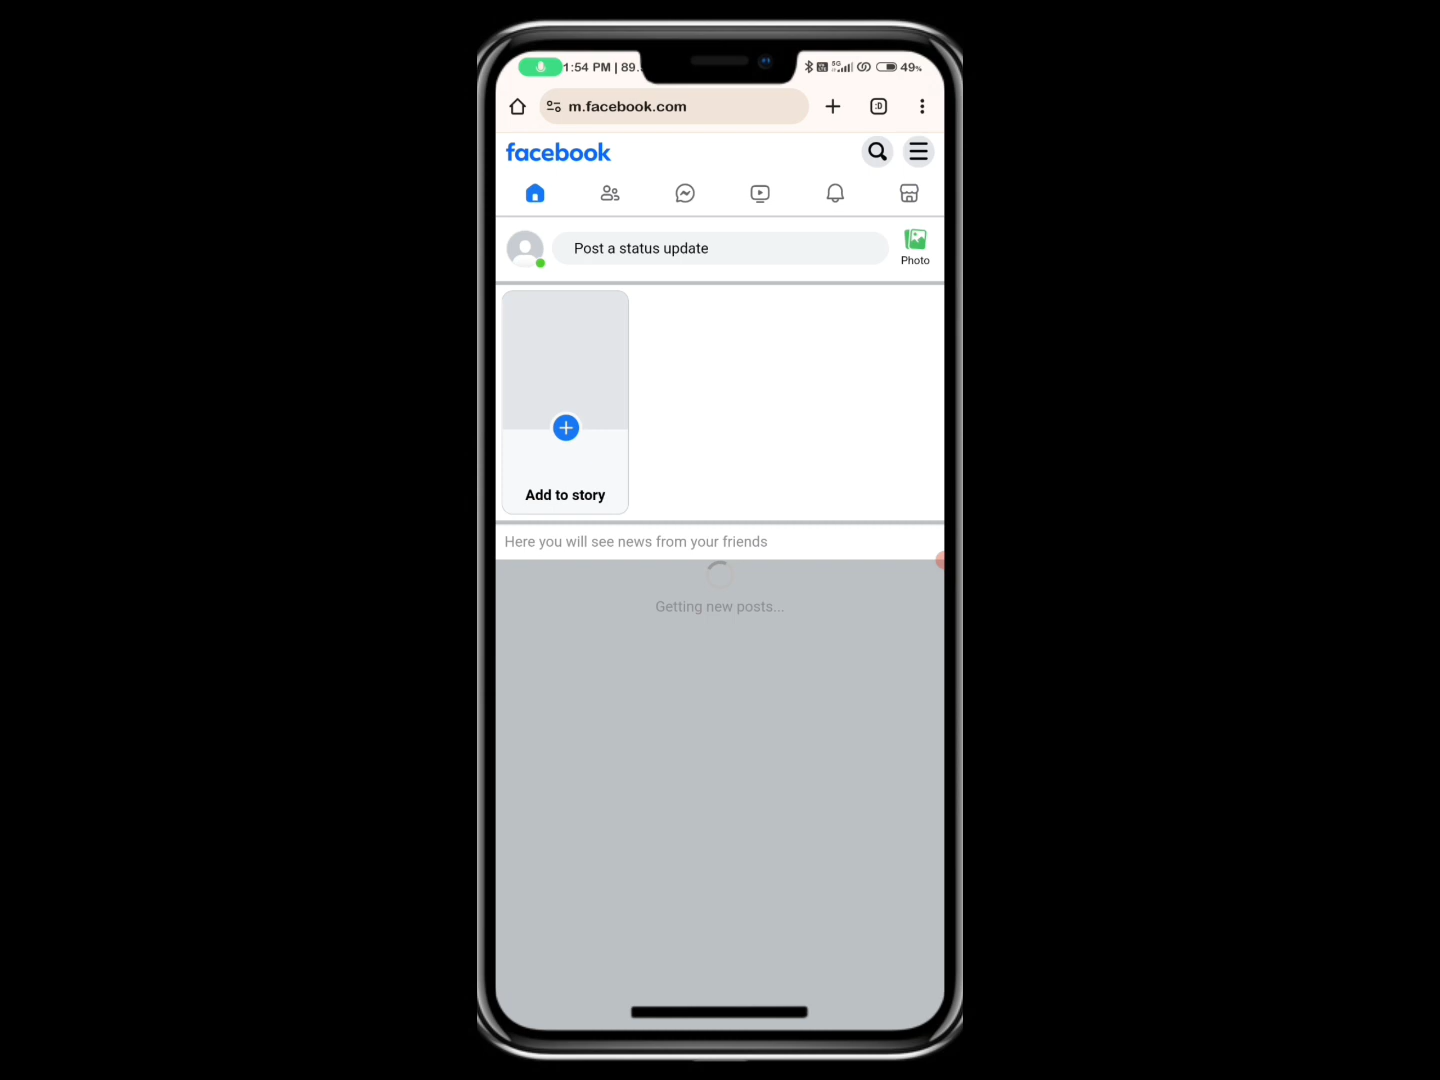 1:54 PM | 89.
5G
49%
m.facebook.com
:D
facebook
Post a status update
Photo
Add to story
Here you will see news from your friends
Getting new posts...